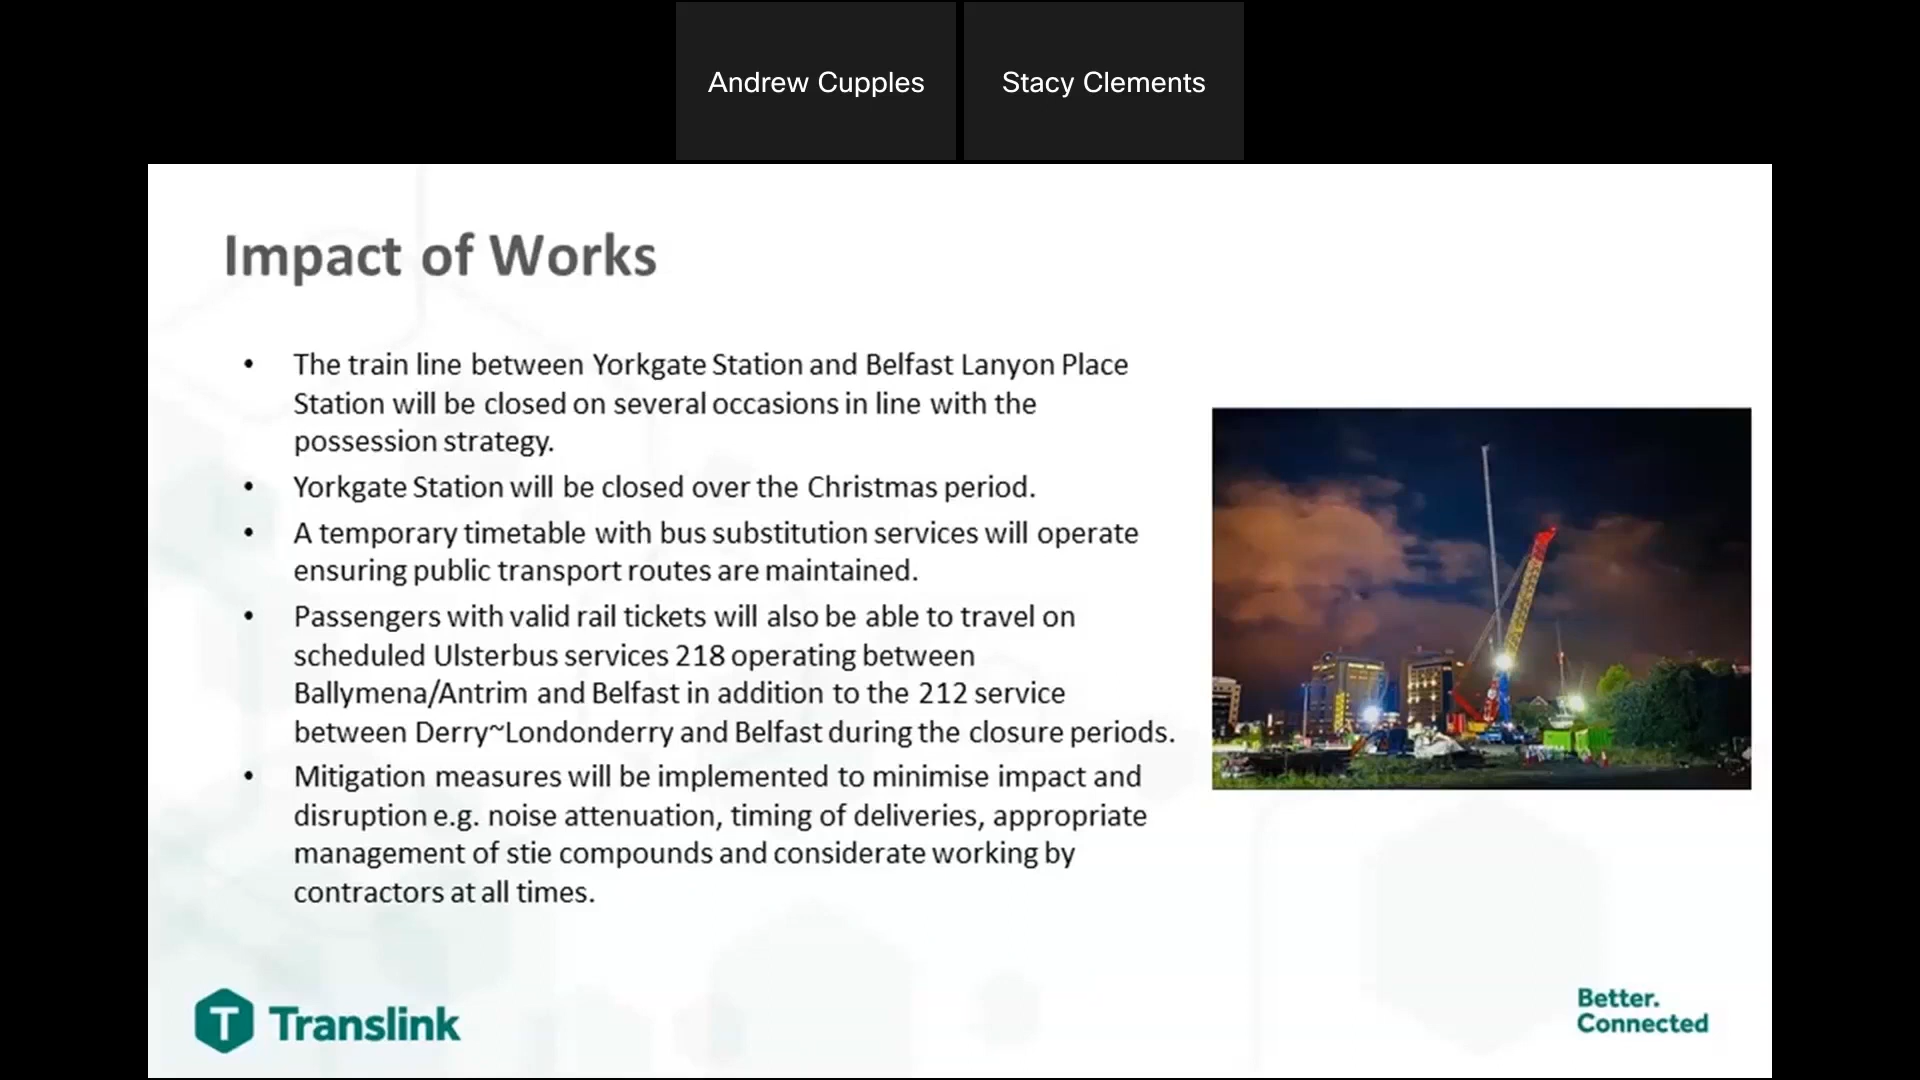 Andrew Cupples
Stacy Clements
Impact of Works
• The train line between Yorkgate Station and Belfast Lanyon Place
Station will be closed on several occasions in line with the
possession strategy.
• Yorkgate Station will be closed over the Christmas period.
• A temporary timetable with bus substitution services will operate
ensuring public transport routes are maintained.
• Passengers with valid rail tickets will also be able to travel on
scheduled Ulsterbus services 218 operating between
Ballymena/Antrim and Belfast in addition to the 212 service
between Derry~Londonderry and Belfast during the closure periods.
• Mitigation measures will be implemented to minimise impact and
disruption e.g. noise attenuation, timing of deliveries, appropriate
management of stie compounds and considerate working by
contractors at all times.
T Translink
Better.
Connected